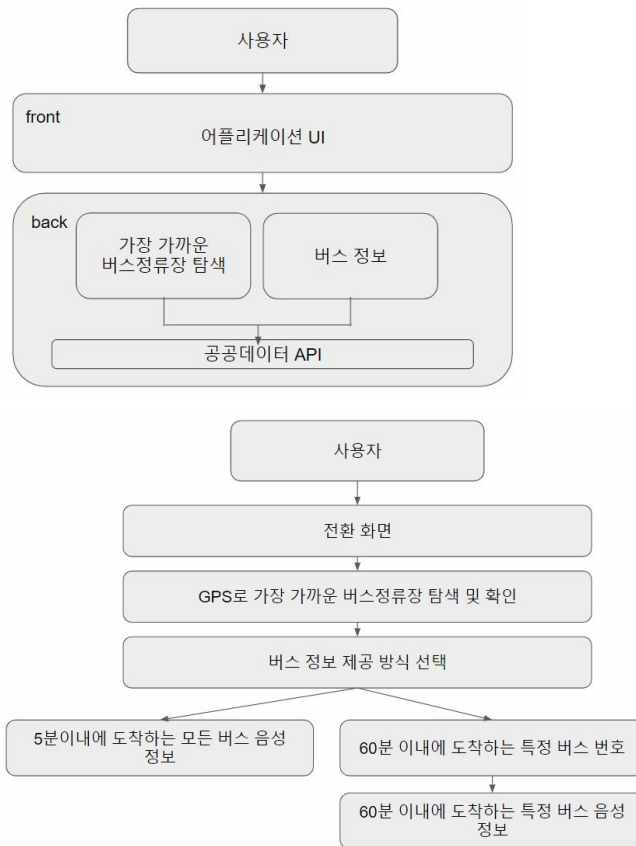 사용자
front
어플리케이션 UI
back
가장 가까운
버스정류장 탐색
버스 정보
공공데이터 API
사용자
전환 화면
GPS로 가장 가까운 버스정류장 탐색 및 확인
버스 정보 제공 방식 선택
5분이내에 도착하는 모든 버스 음성
정보
60분 이내에 도착하는 특정 버스 번호
60분 이내에 도착하는 특정 버스 음성
정보